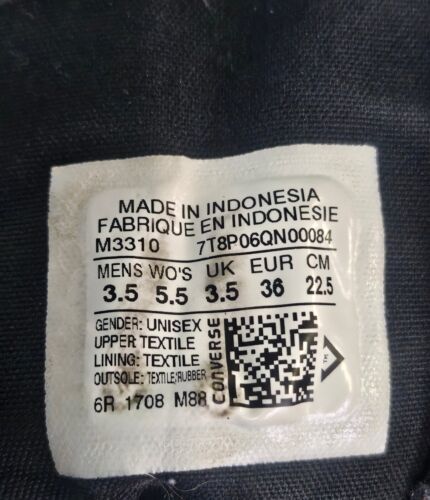 MADE IN INDONESIA
FABRIQUE EN INDONESIE
M3310 7T8P06QN00084
MENS WO'S UK EUR CM
3.5 5.5 3.5 36 22.5
GENDER: UNISEX
UPPER TEXTILE
LINING: TEXTILE
OUTSOLE: TEXTILE/RUBBER
6R 1708 M88
CONVERSE
TM